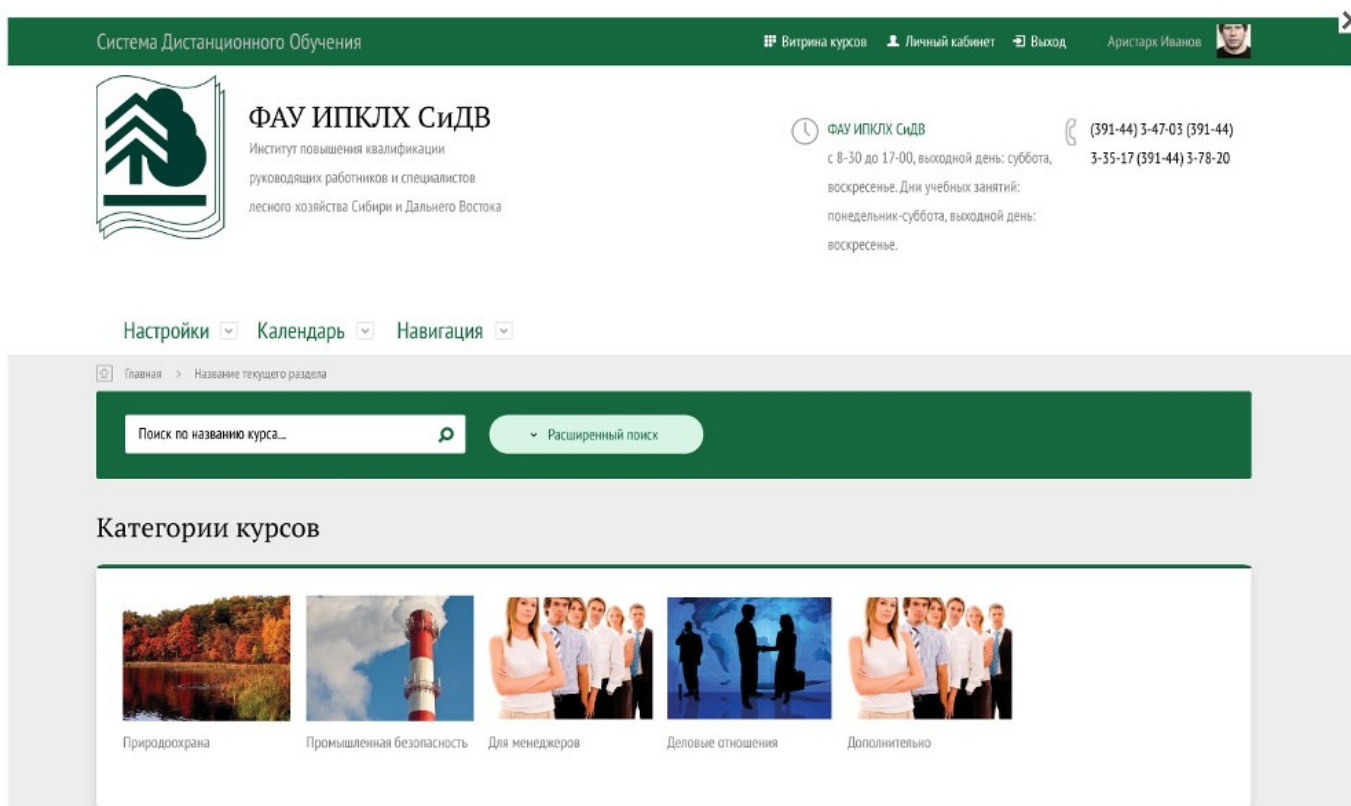 Система Дистанционного Обучения
Витрина курсов Личный кабинет Выход Аристарх Иванов
ФАУ ИПКЛХ СиДВ
Институт повышения квалификации
руководящих работников и специалистов
лесного хозяйства Сибири и Дальнего Востока
ФАУ ИПКЛХ СиДВ
с 8-30 до 17-00, выходной день: суббота,
воскресенье. Дни учебных занятий:
понедельник-суббота, выходной день:
воскресенье.
(391-44) 3-47-03 (391-44)
3-35-17 (391-44) 3-78-20
Настройки Календарь Навигация
Главная > Название текущего раздела
Поиск по названию курса... Расширенный поиск
Категории курсов
Природоохрана Промышленная безопасность Для менеджеров Деловые отношения Дополнительно